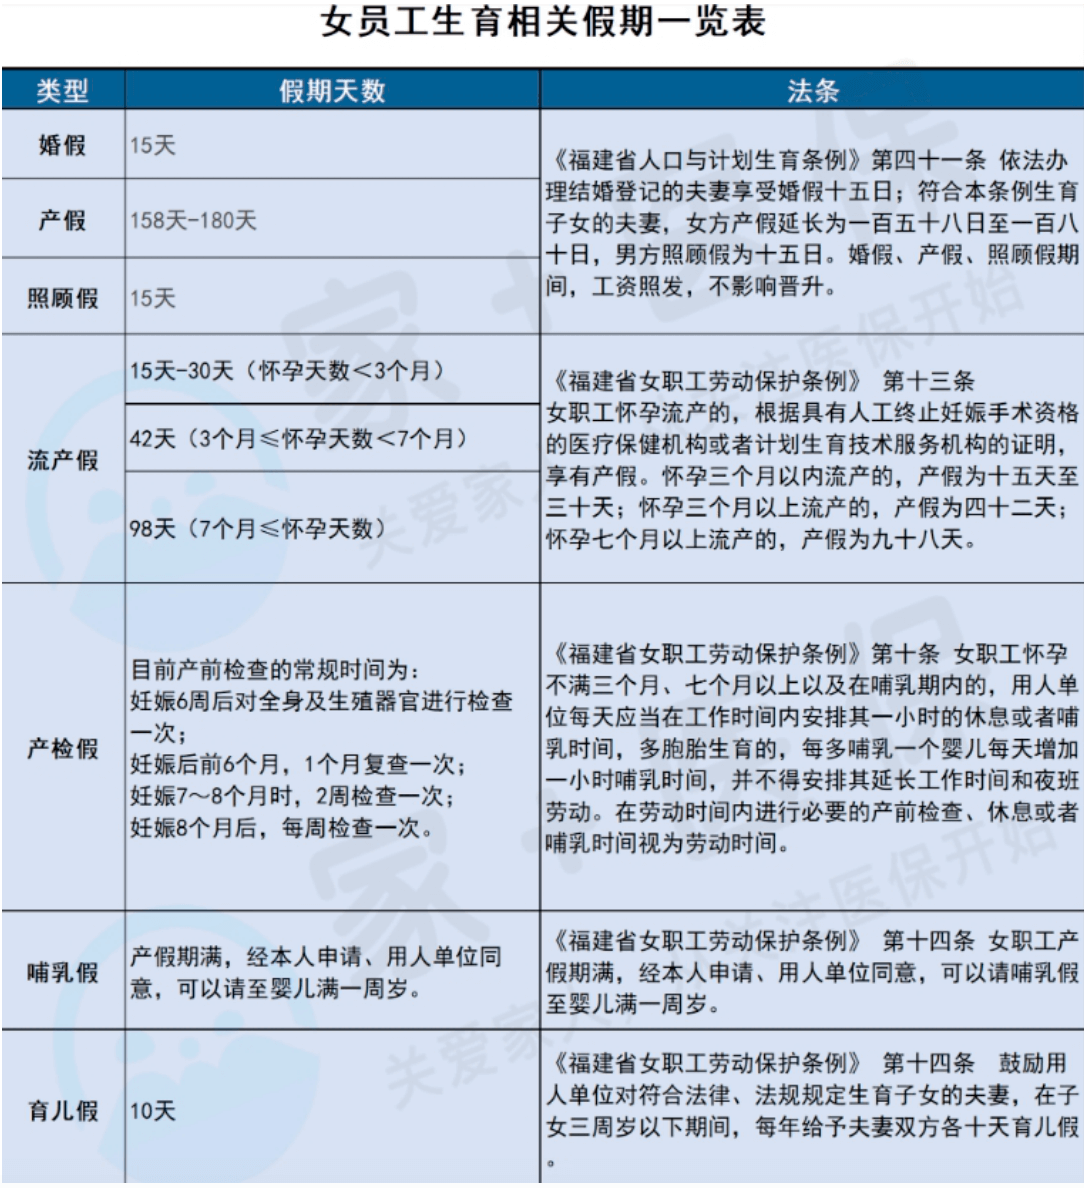 女员工生育相关假期一览表
类型
假期天数
法条
婚假
15天
产假
158天-180天
照顾假
15天
《福建省人口与计划生育条例》第四十一条 依法办
理结婚登记的夫妻享受婚假十五日；符合本条例生育
子女的夫妻，女方产假延长为一百五十八日至一百八
十日，男方照顾假为十五日。婚假、产假、照顾假期
间，工资照发，不影响晋升。
流产假
15天-30天（怀孕天数＜3个月）
42天（3个月≤怀孕天数＜7个月）
98天（7个月≤怀孕天数）
《福建省女职工劳动保护条例》 第十三条
女职工怀孕流产的，根据具有人工终止妊娠手术资格
的医疗保健机构或者计划生育技术服务机构的证明，
享有产假。怀孕三个月以内流产的，产假为十五天至
三十天；怀孕三个月以上流产的，产假为四十二天；
怀孕七个月以上流产的，产假为九十八天。
产检假
目前产前检查的常规时间为：
妊娠6周后对全身及生殖器官进行检查
一次；
妊娠后前6个月，1个月复查一次；
妊娠7～8个月时，2周检查一次；
妊娠8个月后，每周检查一次。
《福建省女职工劳动保护条例》第十条 女职工怀孕
不满三个月、七个月以上以及在哺乳期内的，用人单
位每天应当在工作时间内安排其一小时的休息或者哺
乳时间，多胞胎生育的，每多哺乳一个婴儿每天增加
一小时哺乳时间，并不得安排其延长工作时间和夜班
劳动。在劳动时间内进行必要的产前检查、休息或者
哺乳时间视为劳动时间。
哺乳假
产假期满，经本人申请、用人单位同
意，可以请至婴儿满一周岁。
《福建省女职工劳动保护条例》 第十四条 女职工产
假期满，经本人申请、用人单位同意，可以请哺乳假
至婴儿满一周岁。
育儿假
10天
《福建省女职工劳动保护条例》 第十四条 鼓励用
人单位对符合法律、法规规定生育子女的夫妻，在子
女三周岁以下期间，每年给予夫妻双方各十天育儿假
。
家+医保
关爱家人，从关注医保开始
家+医保
关爱家人，从关注医保开始